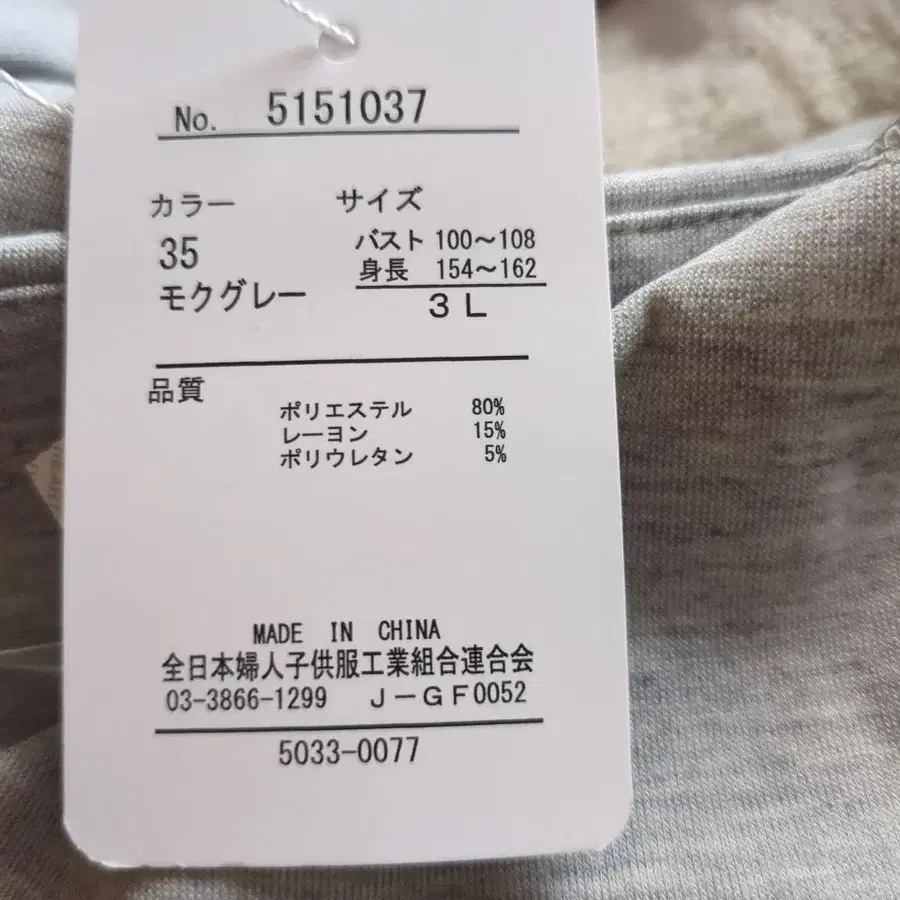 No. 5151037
カラー
サイズ
35
モクグレー
バスト 100～108
身長 154～162
3L
品質
ポリエステル 80%
レーヨン 15%
ポリウレタン 5%
MADE IN CHINA
全日本婦人子供服工業組合連合会
03-3866-1299 J-GF0052
5033-0077